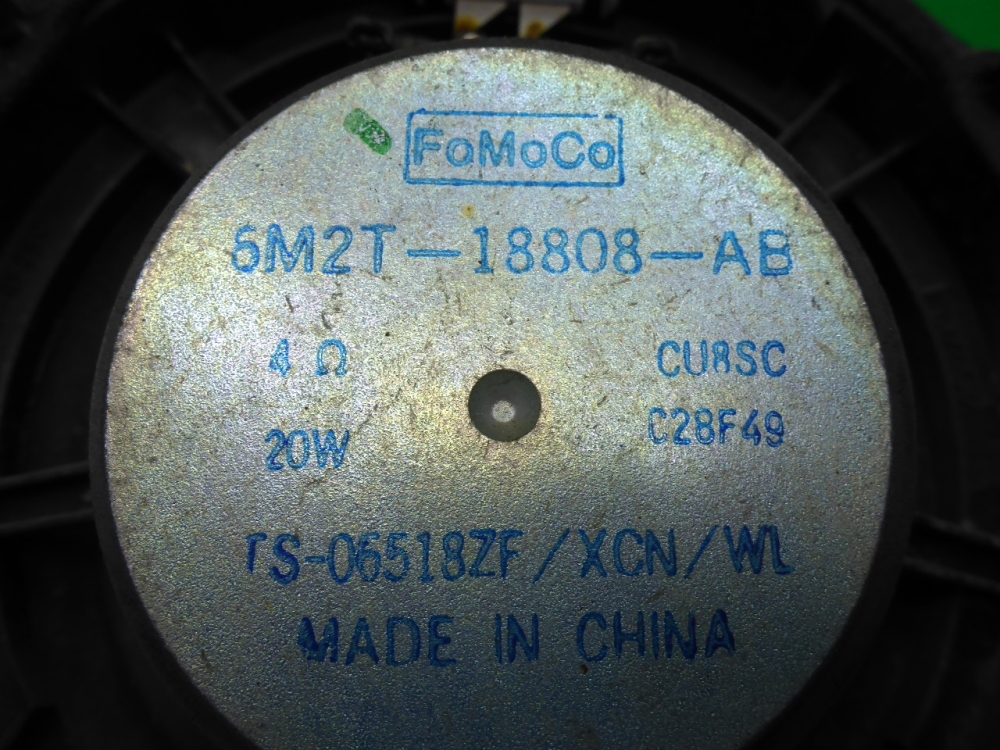 FoMoCo
6M2T-18808-AB
4 Ω
CU8SC
20W
C28F49
TS-06518ZF/XCN/WL
MADE IN CHINA